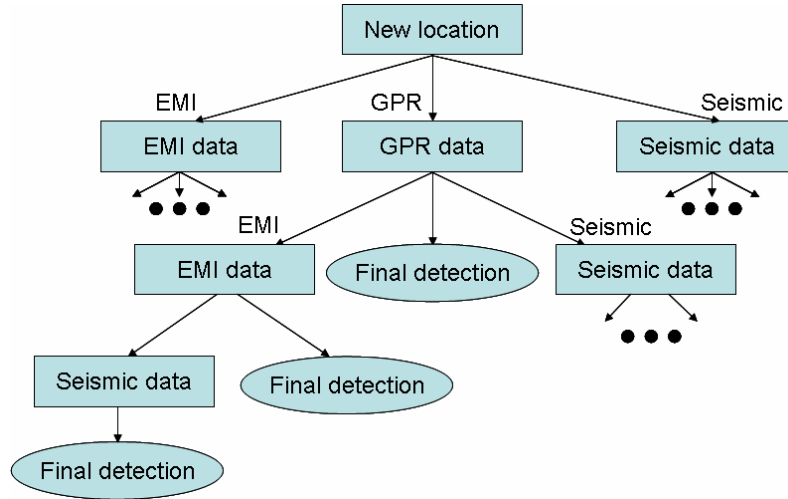 New location
EMI
GPR
Seismic
EMI data
GPR data
Seismic data
EMI
Seismic
EMI data
Final detection
Seismic data
Seismic data
Final detection
Final detection